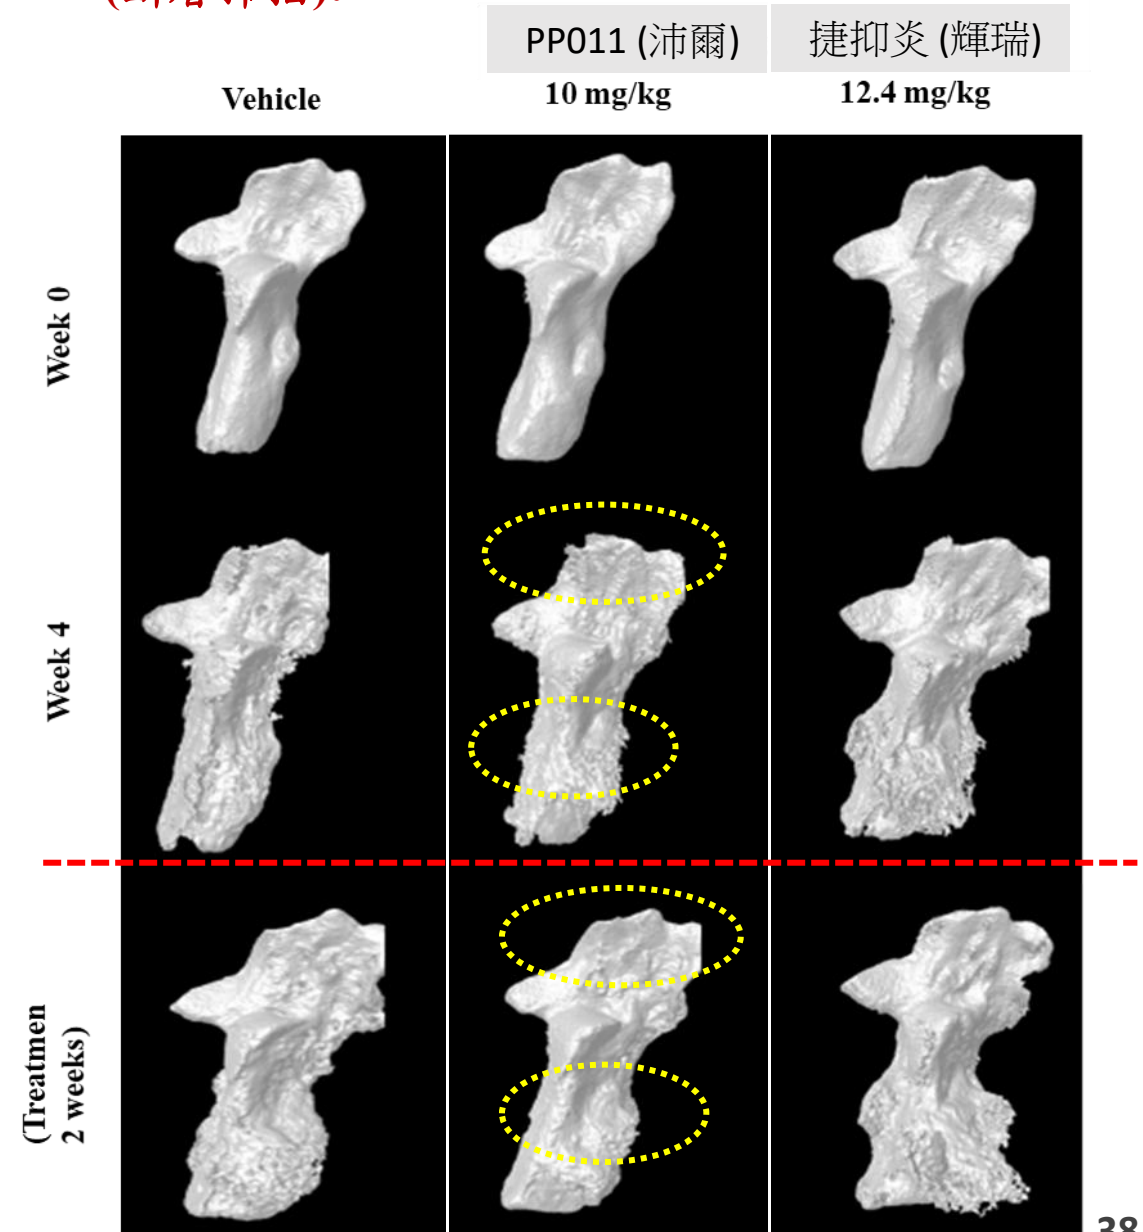 PP011 (沛爾)
捷抑炎 (輝瑞)
Vehicle
10 mg/kg
12.4 mg/kg
Week 0
Week 4
(Treatmen
2 weeks)
38